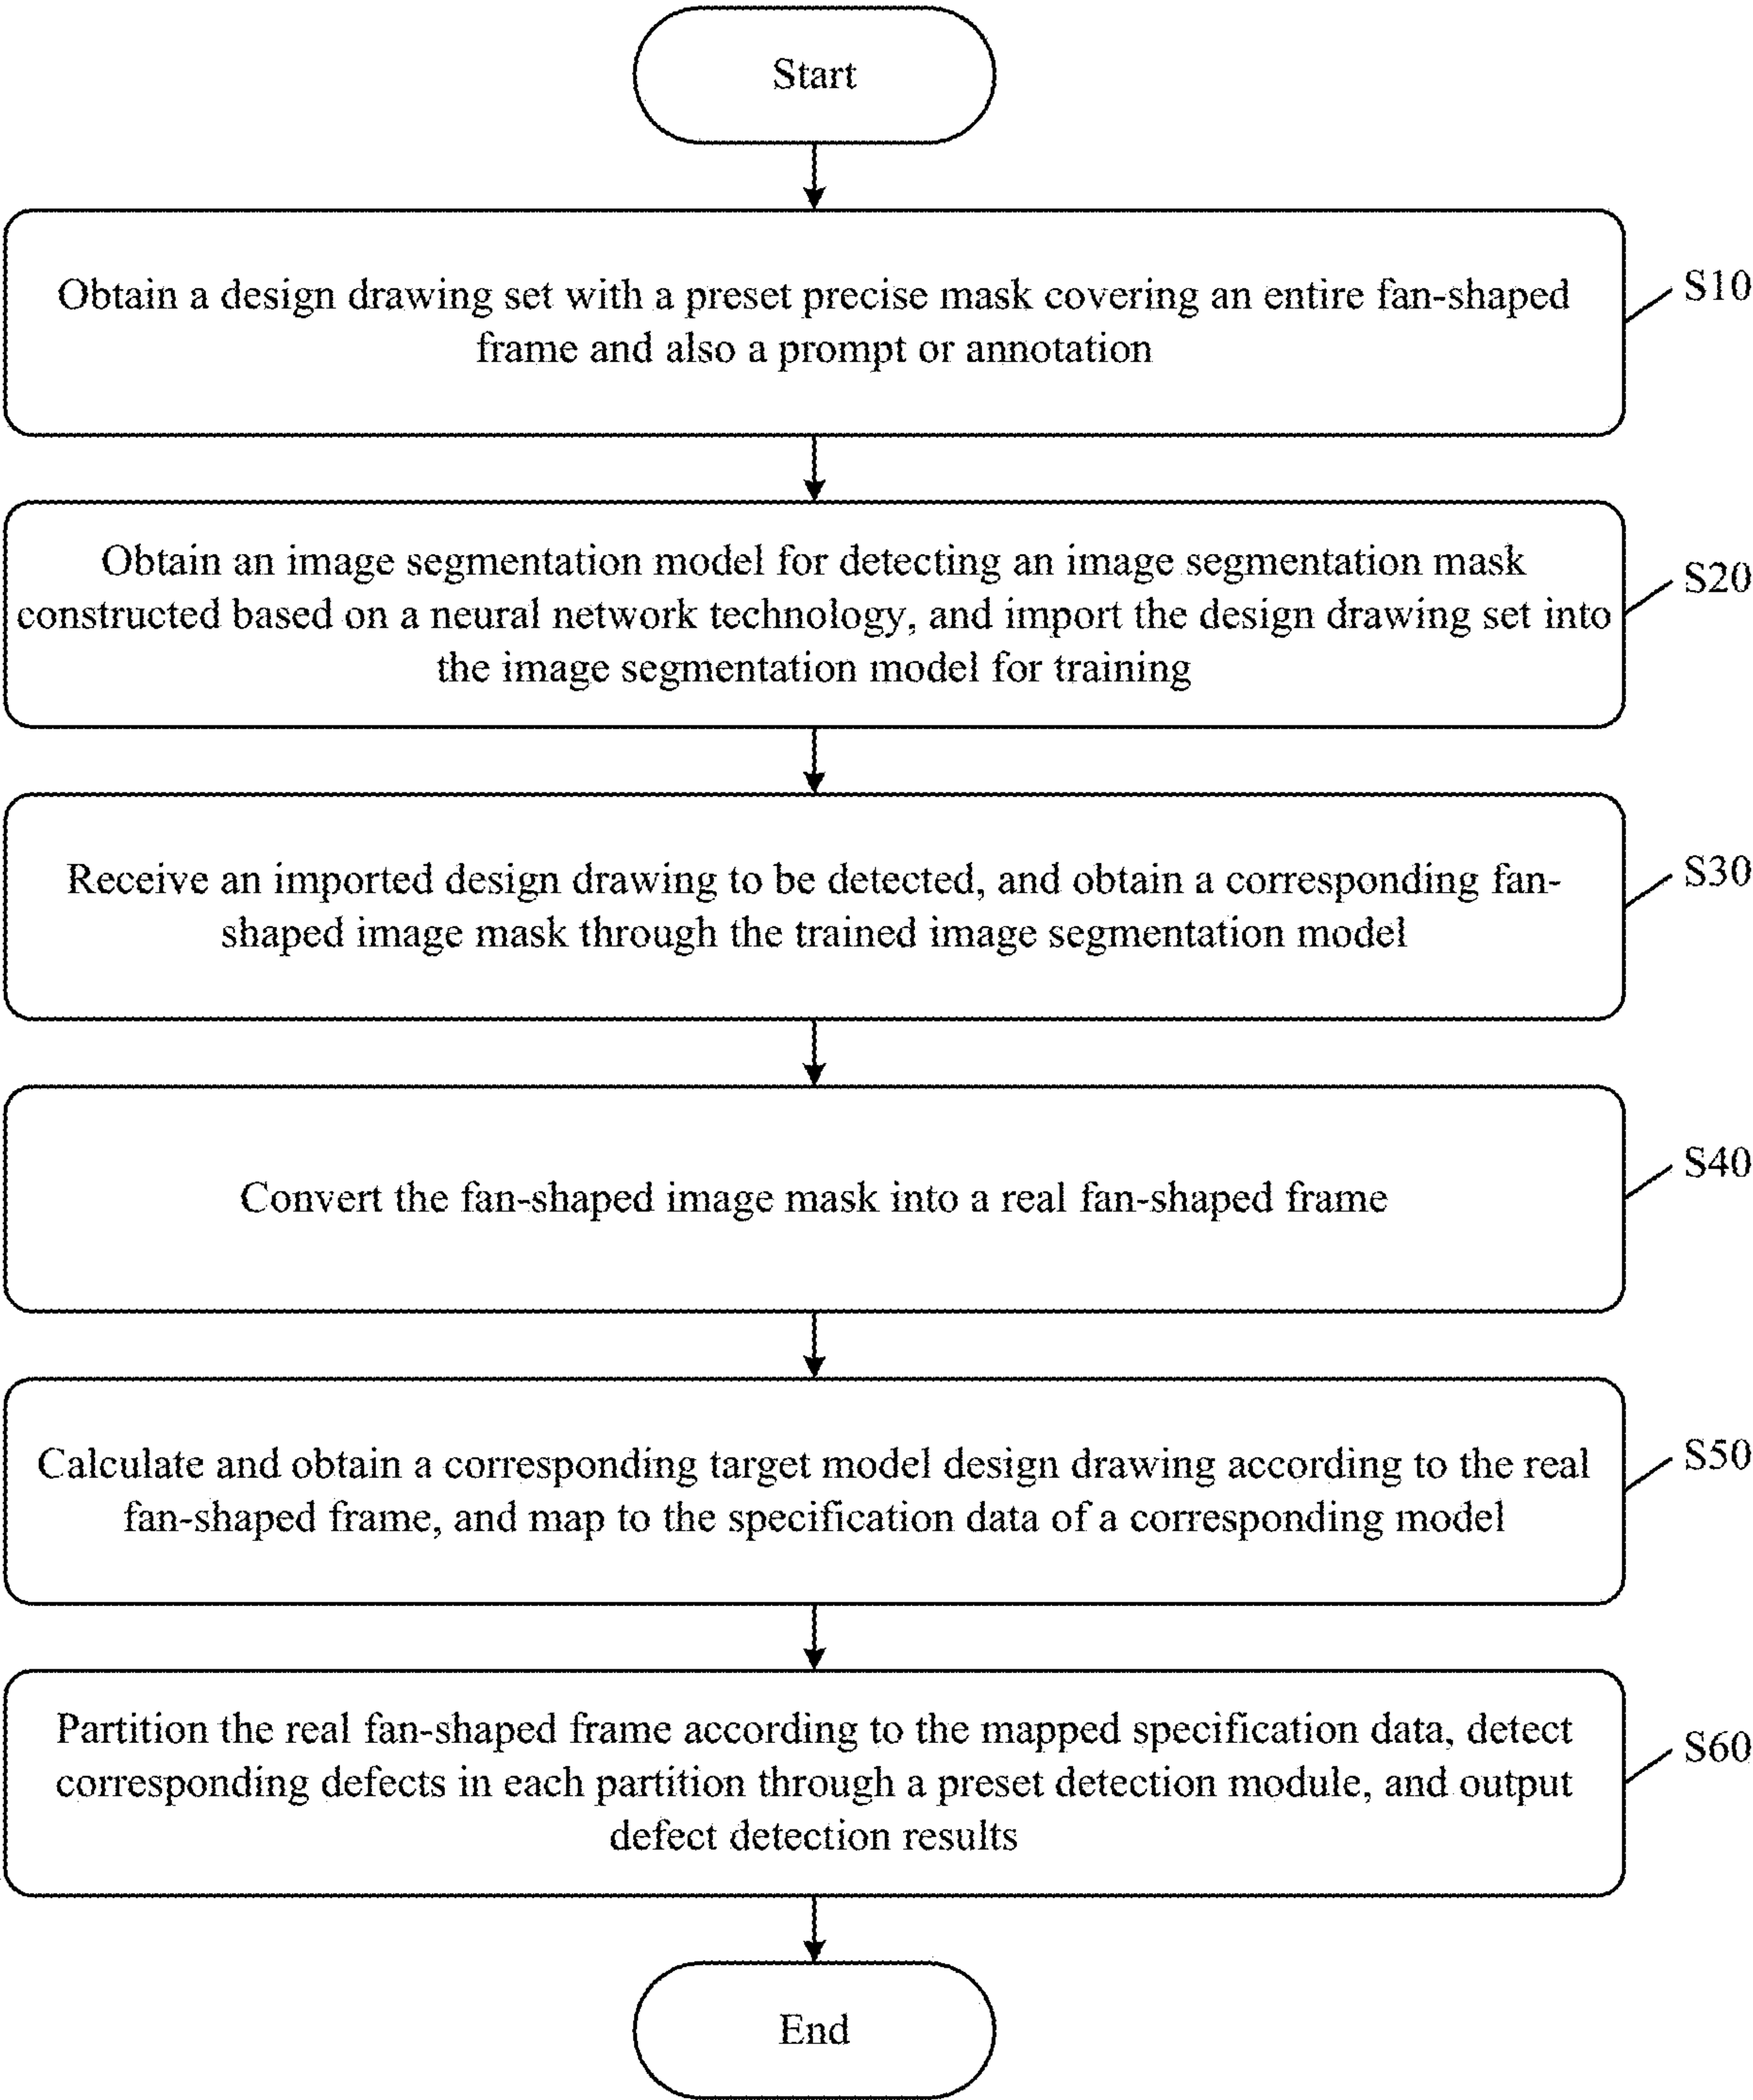 Start
Obtain a design drawing set with a preset precise mask covering an entire fan-shaped
frame and also a prompt or annotation
S10
Obtain an image segmentation model for detecting an image segmentation mask
constructed based on a neural network technology, and import the design drawing set into
the image segmentation model for training
S20
Receive an imported design drawing to be detected, and obtain a corresponding fan-
shaped image mask through the trained image segmentation model
S30
Convert the fan-shaped image mask into a real fan-shaped frame
S40
Calculate and obtain a corresponding target model design drawing according to the real
fan-shaped frame, and map to the specification data of a corresponding model
S50
Partition the real fan-shaped frame according to the mapped specification data, detect
corresponding defects in each partition through a preset detection module, and output
defect detection results
S60
End